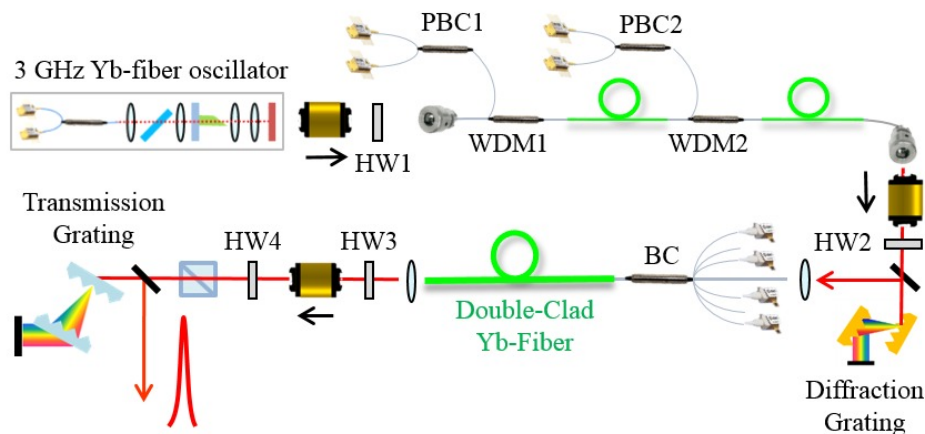 PBC1
PBC2
3 GHz Yb-fiber oscillator
HW1
WDM1
WDM2
Transmission
Grating
HW4
HW3
BC
HW2
Double-Clad
Yb-Fiber
Diffraction
Grating